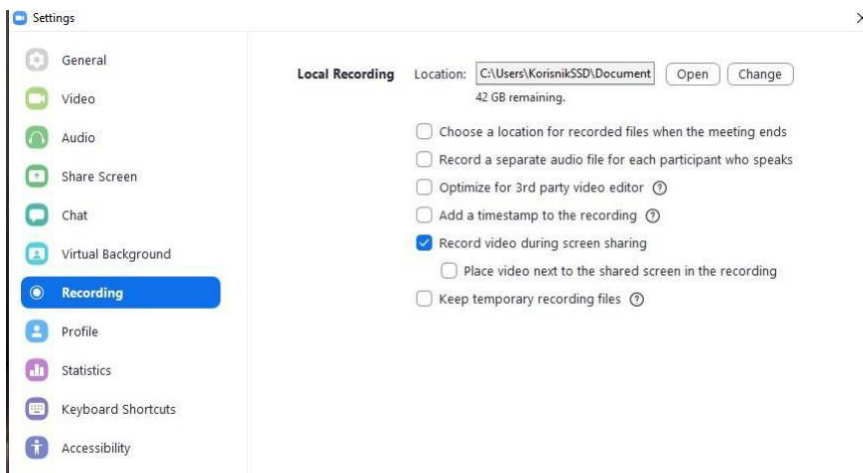 Settings
General
Video
Audio
Share Screen
Chat
Virtual Background
Recording
Profile
Statistics
Keyboard Shortcuts
Accessibility
Local Recording Location: C:\Users\KorisnikSSD\Document Open Change
42 GB remaining.
Choose a location for recorded files when the meeting ends
Record a separate audio file for each participant who speaks
Optimize for 3rd party video editor ?
Add a timestamp to the recording ?
Record video during screen sharing
Place video next to the shared screen in the recording
Keep temporary recording files ?